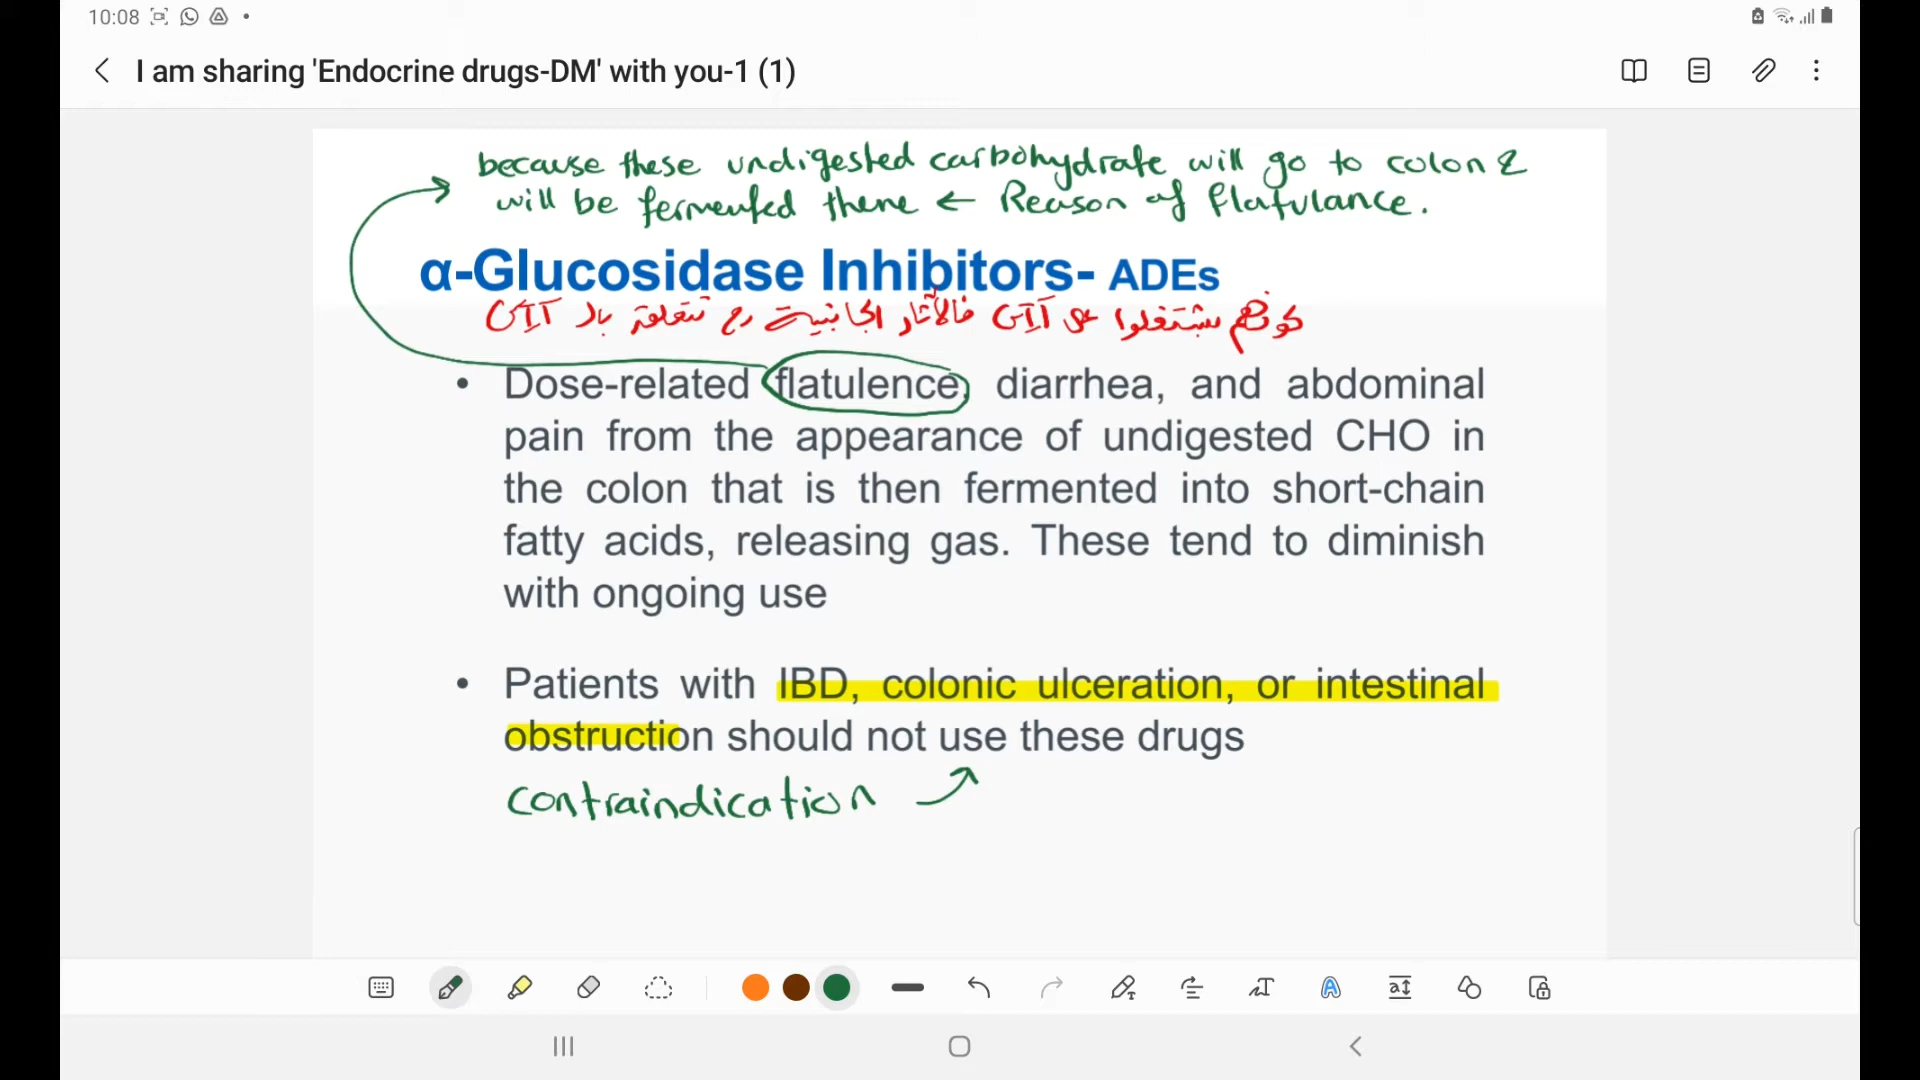 10:08
I am sharing 'Endocrine drugs-DM' with you-1 (1)
because these undigested carbohydrate will go to colon &
will be fermented there ← Reason of flatulance.
α-Glucosidase Inhibitors- ADEs
كونهم بشتغلوا على GI فالآثار الجانبية رح تتعلق بال GI
• Dose-related flatulence, diarrhea, and abdominal
pain from the appearance of undigested CHO in
the colon that is then fermented into short-chain
fatty acids, releasing gas. These tend to diminish
with ongoing use
• Patients with IBD, colonic ulceration, or intestinal
obstruction should not use these drugs
contraindication